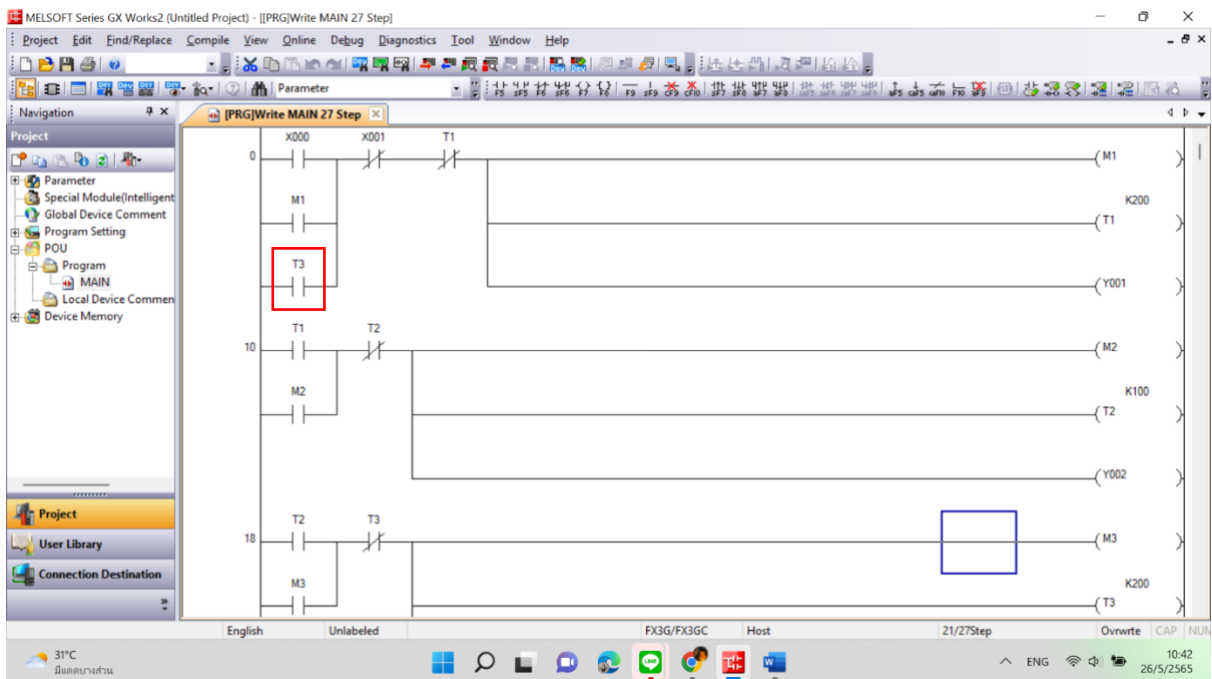 MELSOFT Series GX Works2 (Untitled Project) - [[PRG]Write MAIN 27 Step]
Project Edit Find/Replace Compile View Online Debug Diagnostics Tool Window Help
Parameter
Navigation
[PRG]Write MAIN 27 Step
Project
Parameter
Special Module(Intelligent
Global Device Comment
Program Setting
POU
Program
MAIN
Local Device Commen
Device Memory
Project
User Library
Connection Destination
X000 X001 T1
0 M1
M1 K200
T1
T3
Y001
T1 T2
10 M2
M2 K100
T2
Y002
T2 T3
18 M3
M3 K200
T3
English Unlabeled FX3G/FX3GC Host 21/27Step Ovrwrte CAP NUM
31°C
มีแดดบางส่วน
ENG
10:42
26/5/2565